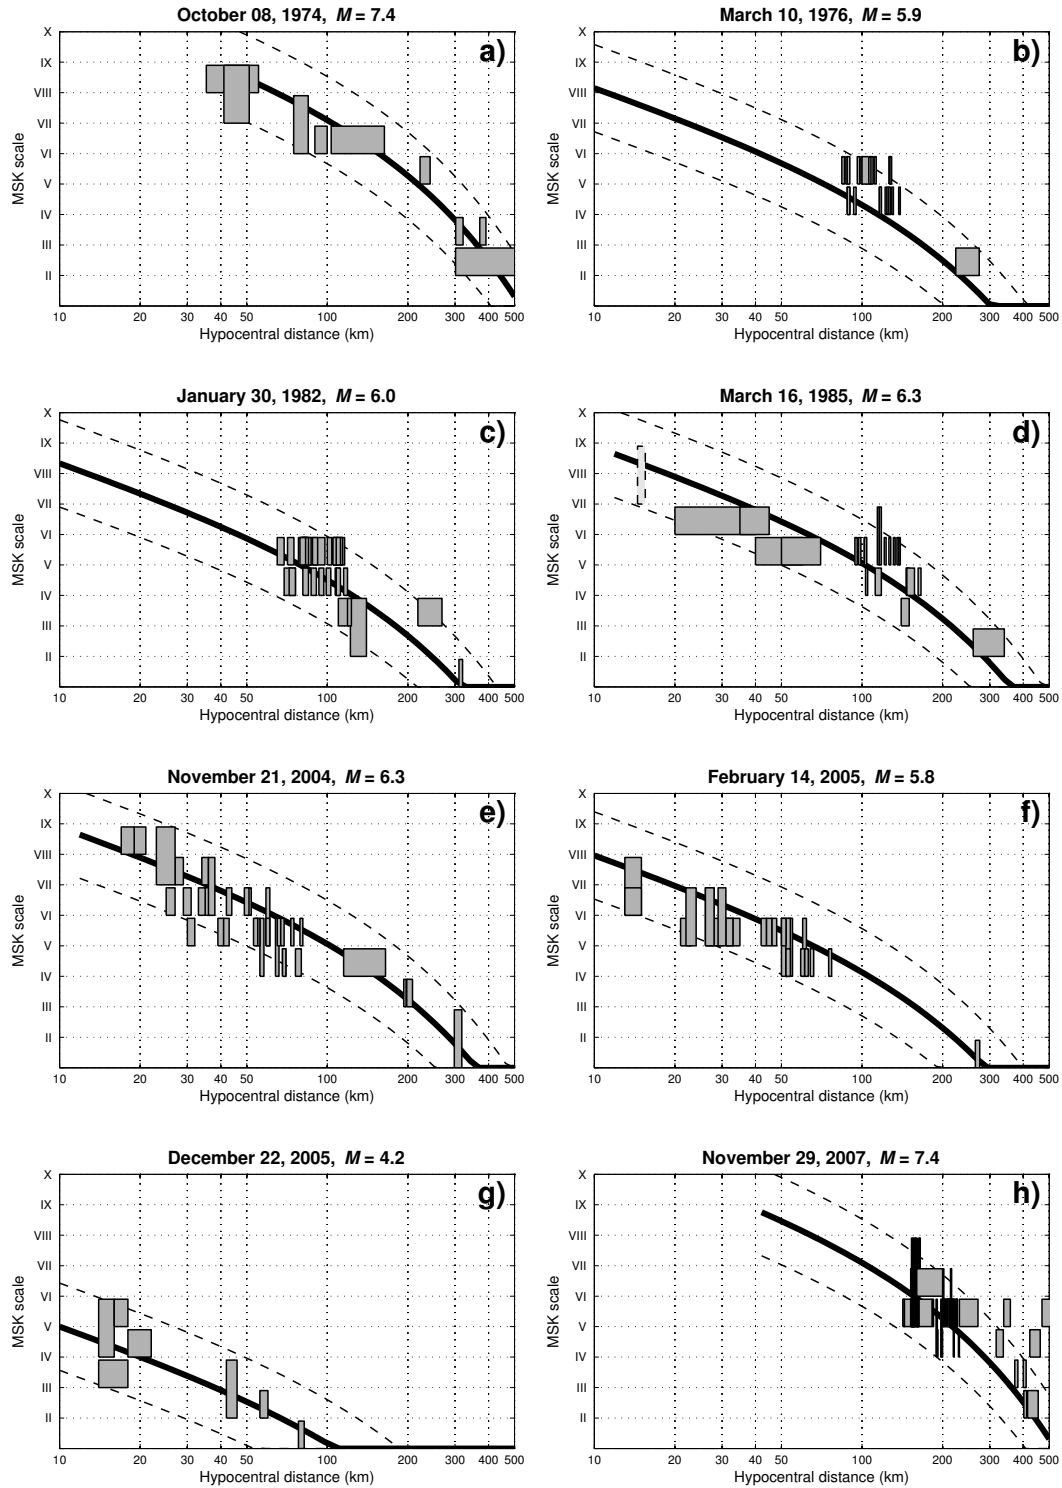 October 08, 1974, M = 7.4
a)
X
IX
VIII
VII
VI
V
IV
III
II
MSK scale
10 20 30 50 100 200 300 400 500
Hypocentral distance (km)
March 10, 1976, M = 5.9
b)
X
IX
VIII
VII
VI
V
IV
III
II
MSK scale
10 20 30 50 100 200 300 400 500
Hypocentral distance (km)
January 30, 1982, M = 6.0
c)
X
IX
VIII
VII
VI
V
IV
III
II
MSK scale
10 20 30 50 100 200 300 400 500
Hypocentral distance (km)
March 16, 1985, M = 6.3
d)
X
IX
VIII
VII
VI
V
IV
III
II
MSK scale
10 20 30 50 100 200 300 400 500
Hypocentral distance (km)
November 21, 2004, M = 6.3
e)
X
IX
VIII
VII
VI
V
IV
III
II
MSK scale
10 20 30 50 100 200 300 400 500
Hypocentral distance (km)
February 14, 2005, M = 5.8
f)
X
IX
VIII
VII
VI
V
IV
III
II
MSK scale
10 20 30 50 100 200 300 400 500
Hypocentral distance (km)
December 22, 2005, M = 4.2
g)
X
IX
VIII
VII
VI
V
IV
III
II
MSK scale
10 20 30 50 100 200 300 400 500
Hypocentral distance (km)
November 29, 2007, M = 7.4
h)
X
IX
VIII
VII
VI
V
IV
III
II
MSK scale
10 20 30 50 100 200 300 400 500
Hypocentral distance (km)